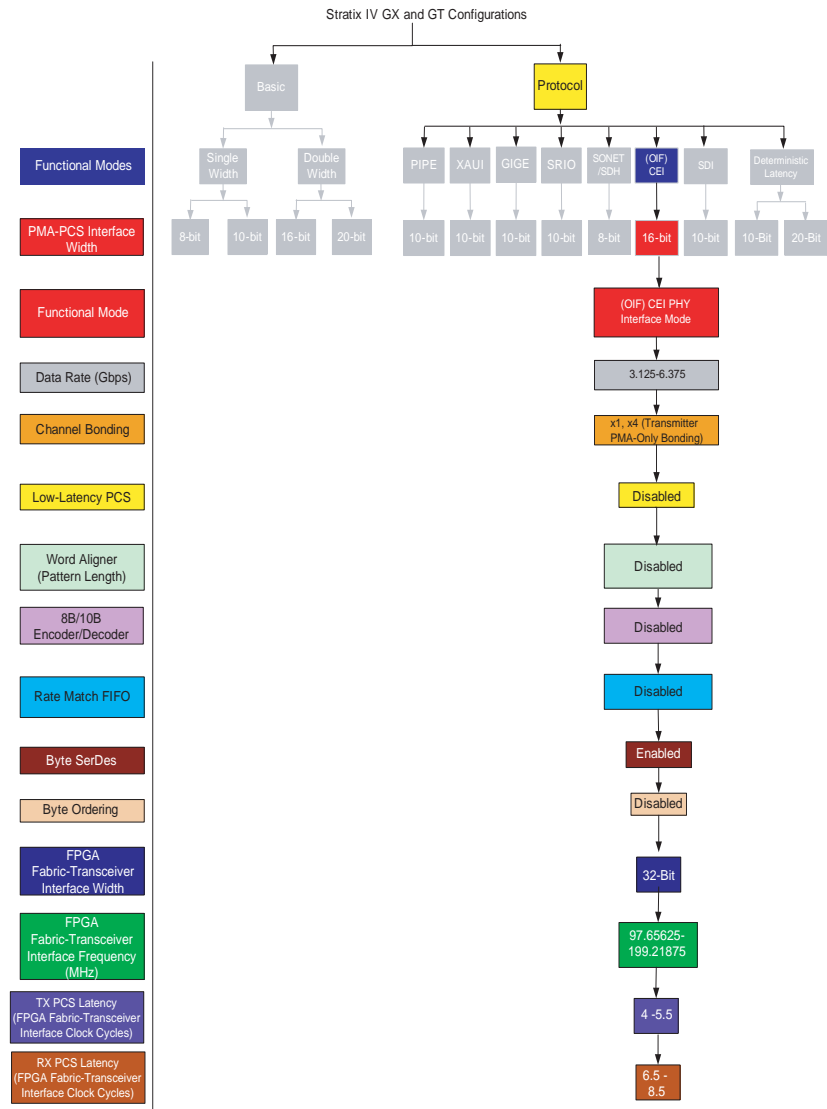 Stratix IV GX and GT Configurations
Basic
Protocol
Functional Modes
Single
Width
Double
Width
PIPE
XAUI
GIGE
SRIO
SONET
/SDH
(OIF)
CEI
SDI
Deterministic
Latency
PMA-PCS Interface
Width
8-bit
10-bit
16-bit
20-bit
10-bit
10-bit
10-bit
10-bit
8-bit
16-bit
10-bit
10-Bit
20-Bit
Functional Mode
(OIF) CEI PHY
Interface Mode
Data Rate (Gbps)
3.125-6.375
Channel Bonding
x1, x4 (Transmitter
PMA-Only Bonding)
Low-Latency PCS
Disabled
Word Aligner
(Pattern Length)
Disabled
8B/10B
Encoder/Decoder
Disabled
Rate Match FIFO
Disabled
Byte SerDes
Enabled
Byte Ordering
Disabled
FPGA
Fabric-Transceiver
Interface Width
32-Bit
FPGA
Fabric-Transceiver
Interface Frequency
(MHz)
97.65625-
199.21875
TX PCS Latency
(FPGA Fabric-Transceiver
Interface Clock Cycles)
4 -5.5
RX PCS Latency
(FPGA Fabric-Transceiver
Interface Clock Cycles)
6.5 -
8.5